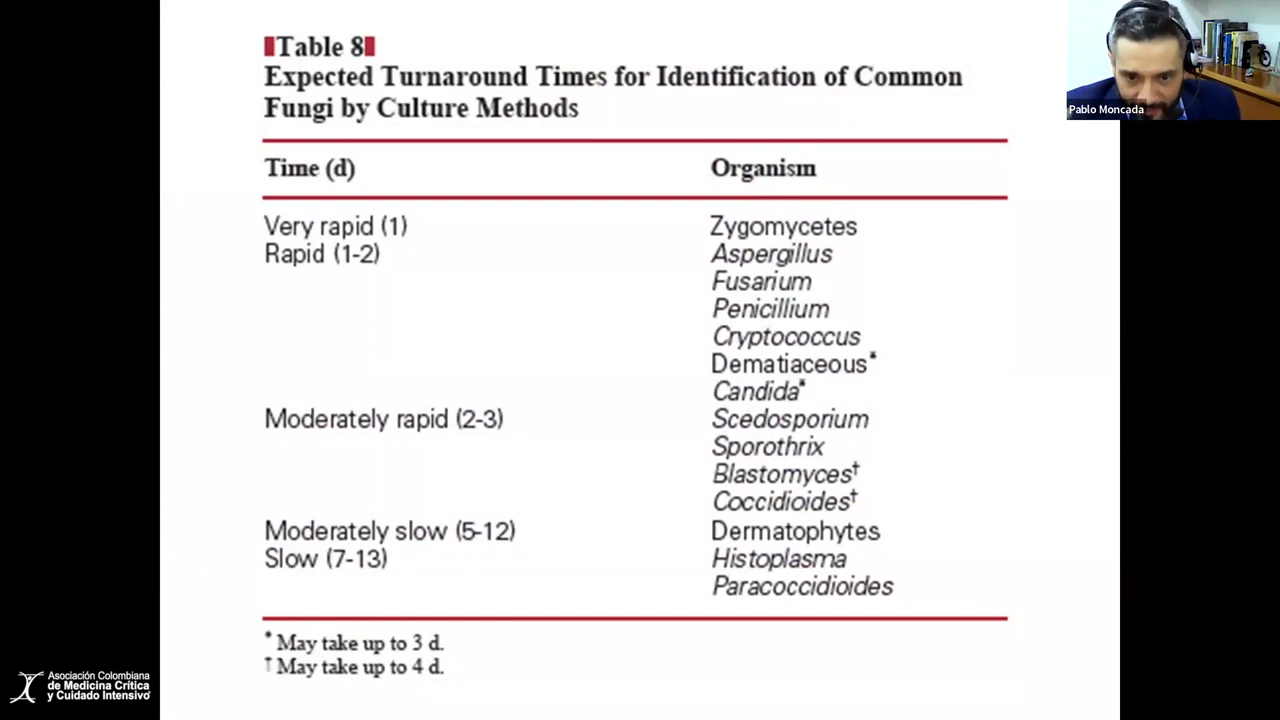 Table 8
Expected Turnaround Times for Identification of Common
Fungi by Culture Methods
Time (d) Organism
Very rapid (1) Zygomycetes
Rapid (1-2) Aspergillus
Fusarium
Penicillium
Cryptococcus
Dematiaceous*
Candida*
Moderately rapid (2-3) Scedosporium
Sporothrix
Blastomyces†
Coccidioides†
Moderately slow (5-12) Dermatophytes
Slow (7-13) Histoplasma
Paracoccidioides
* May take up to 3 d.
† May take up to 4 d.
Pablo Moncada
Asociación Colombiana
de Medicina Crítica
y Cuidado Intensivo